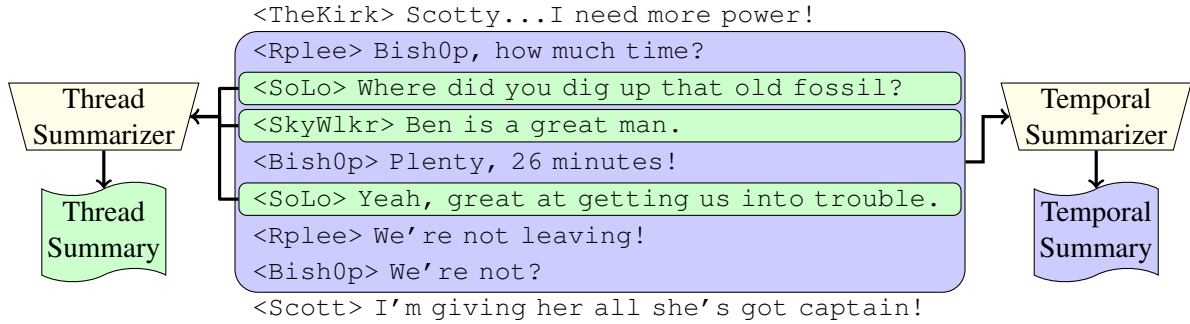 <TheKirk> Scotty...I need more power!
<Rplee> Bish0p, how much time?
<SoLo> Where did you dig up that old fossil?
<SkyWlkr> Ben is a great man.
<Bish0p> Plenty, 26 minutes!
<SoLo> Yeah, great at getting us into trouble.
<Rplee> We're not leaving!
<Bish0p> We're not?
<Scott> I'm giving her all she's got captain!
Thread
Summarizer
Thread
Summary
Temporal
Summarizer
Temporal
Summary